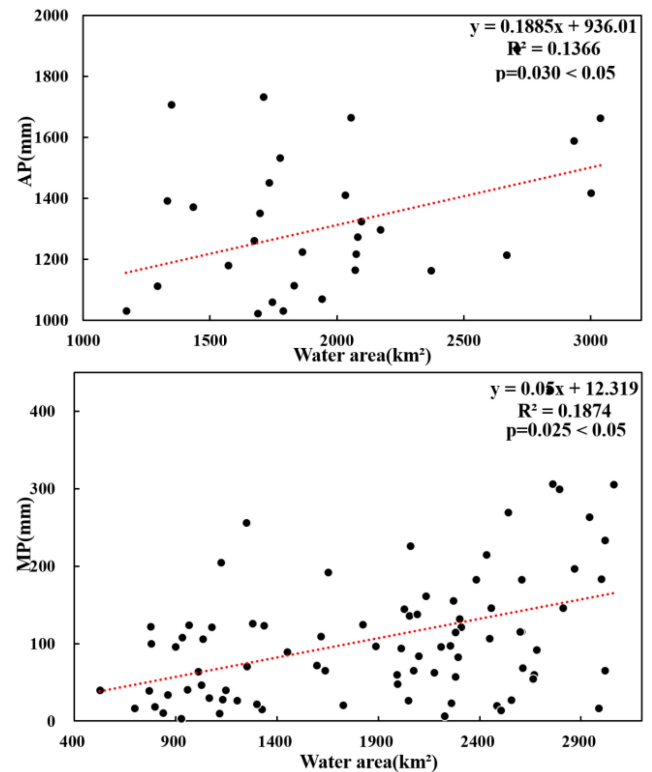 2000
1800
1600
1400
1200
1000
AP(mm)
y = 0.1885x + 936.01
R² = 0.1366
p=0.030 < 0.05
1000 1500 2000 2500 3000
Water area(km²)
400
300
200
100
0
MP(mm)
y = 0.05x + 12.319
R² = 0.1874
p=0.025 < 0.05
400 900 1400 1900 2400 2900
Water area(km²)